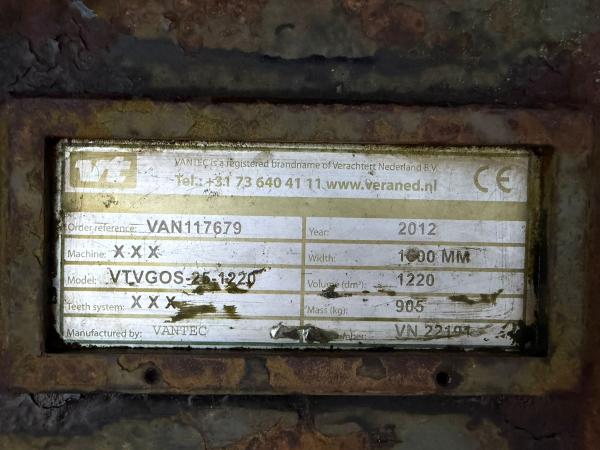 vt
VANTEC is a registered brandname of Verachtert Nederland B.V.
Tel.: +31 73 640 41 11 www.veraned.nl
CE
Order reference: VAN117679 Year: 2012
Machine: X X X Width: MM
Model: VTVGOS-25-1220 Volume (dm³): 1220
Teeth system: X X X Mass (kg): 905
Manufactured by: VANTEC VN 22191